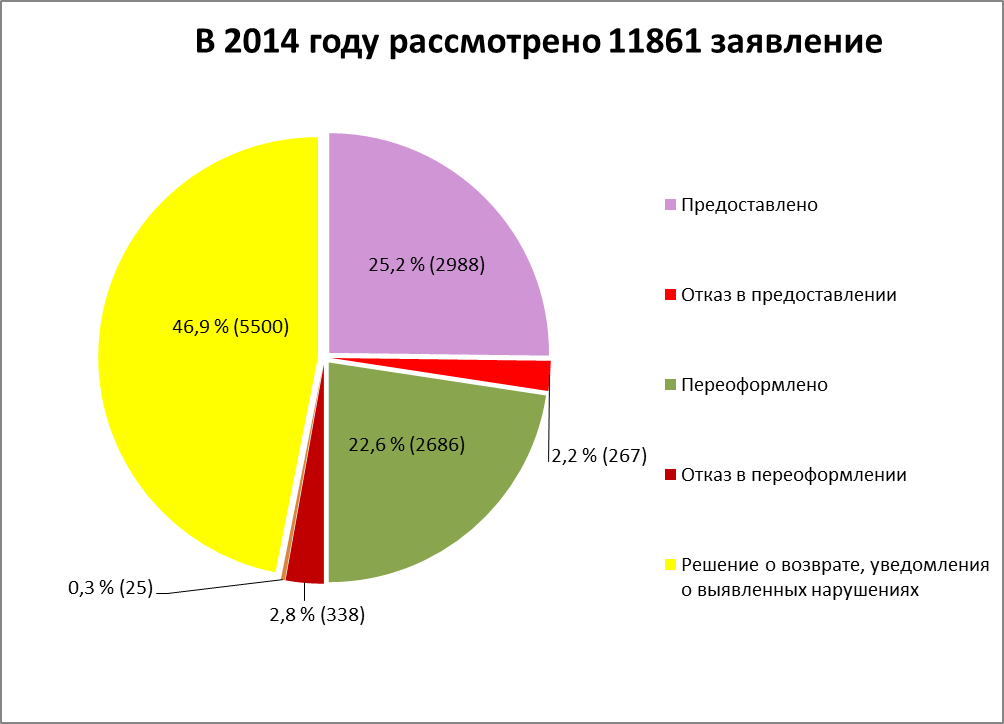 В 2014 году рассмотрено 11861 заявление
25,2 % (2988)
46,9 % (5500)
22,6 % (2686)
2,2 % (267)
0,3 % (25)
2,8 % (338)
Предоставлено
Отказ в предоставлении
Переоформлено
Отказ в переоформлении
Решение о возврате, уведомления
о выявленных нарушениях